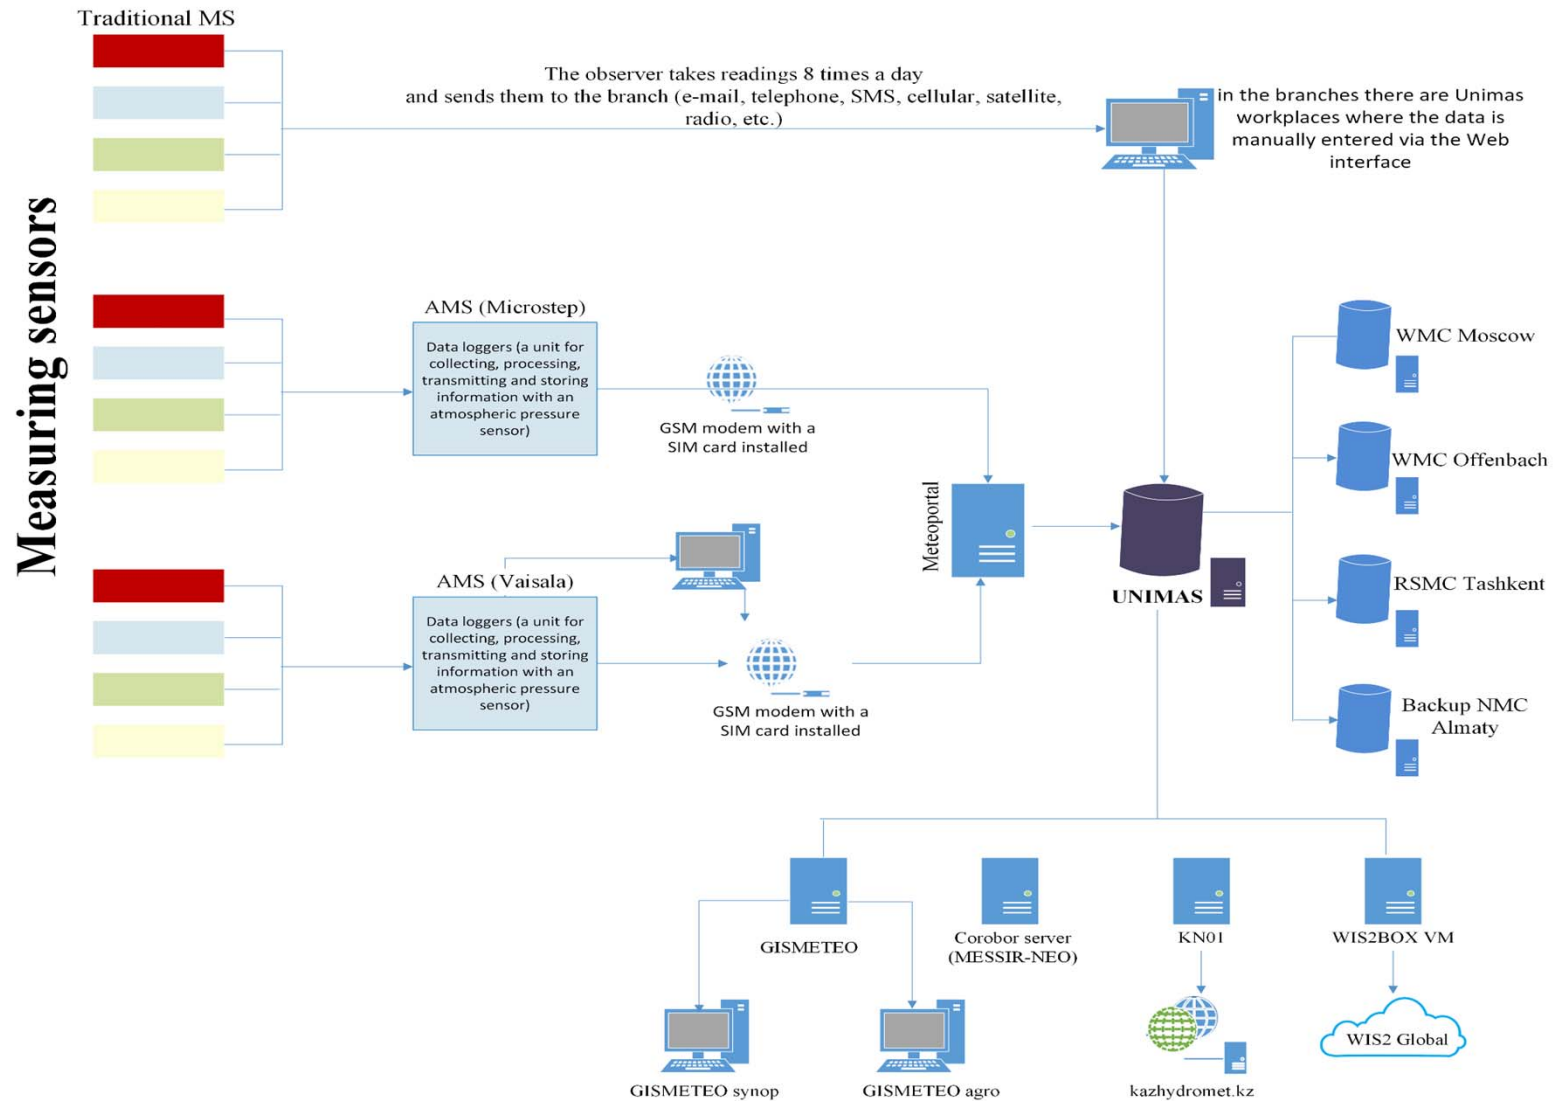 Traditional MS
Measuring sensors
The observer takes readings 8 times a day
and sends them to the branch (e-mail, telephone, SMS, cellular, satellite,
radio, etc.)
in the branches there are Unimas
workplaces where the data is
manually entered via the Web
interface
AMS (Microstep)
Data loggers (a unit for
collecting, processing,
transmitting and storing
information with an
atmospheric pressure
sensor)
GSM modem with a
SIM card installed
AMS (Vaisala)
Data loggers (a unit for
collecting, processing,
transmitting and storing
information with an
atmospheric pressure
sensor)
GSM modem with a
SIM card installed
Meteoportal
UNIMAS
WMC Moscow
WMC Offenbach
RSMC Tashkent
Backup NMC
Almaty
GISMETEO
Corobor server
(MESSIR-NEO)
KN01
WIS2BOX VM
GISMETEO synop
GISMETEO agro
kazhydromet.kz
WIS2 Global